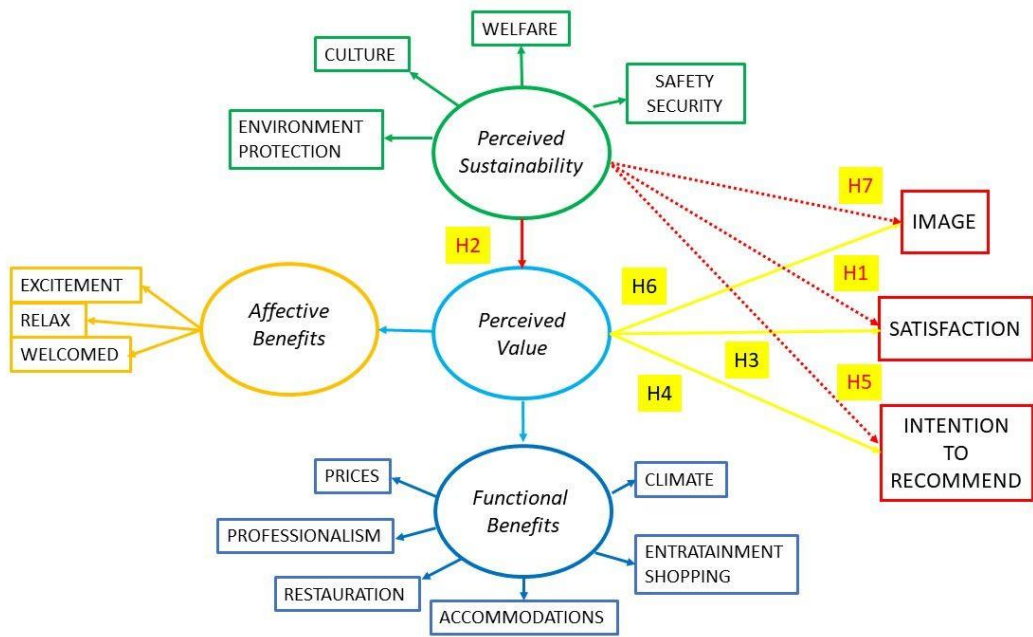 WELFARE
CULTURE
SAFETY
SECURITY
ENVIRONMENT
PROTECTION
Perceived
Sustainability
H7
IMAGE
H2
EXCITEMENT
RELAX
WELCOMED
Affective
Benefits
Perceived
Value
H6
H1
SATISFACTION
H3
H4
H5
INTENTION
TO
RECOMMEND
PRICES
Functional
Benefits
CLIMATE
PROFESSIONALISM
ENTRATAINMENT
SHOPPING
RESTAURATION
ACCOMMODATIONS